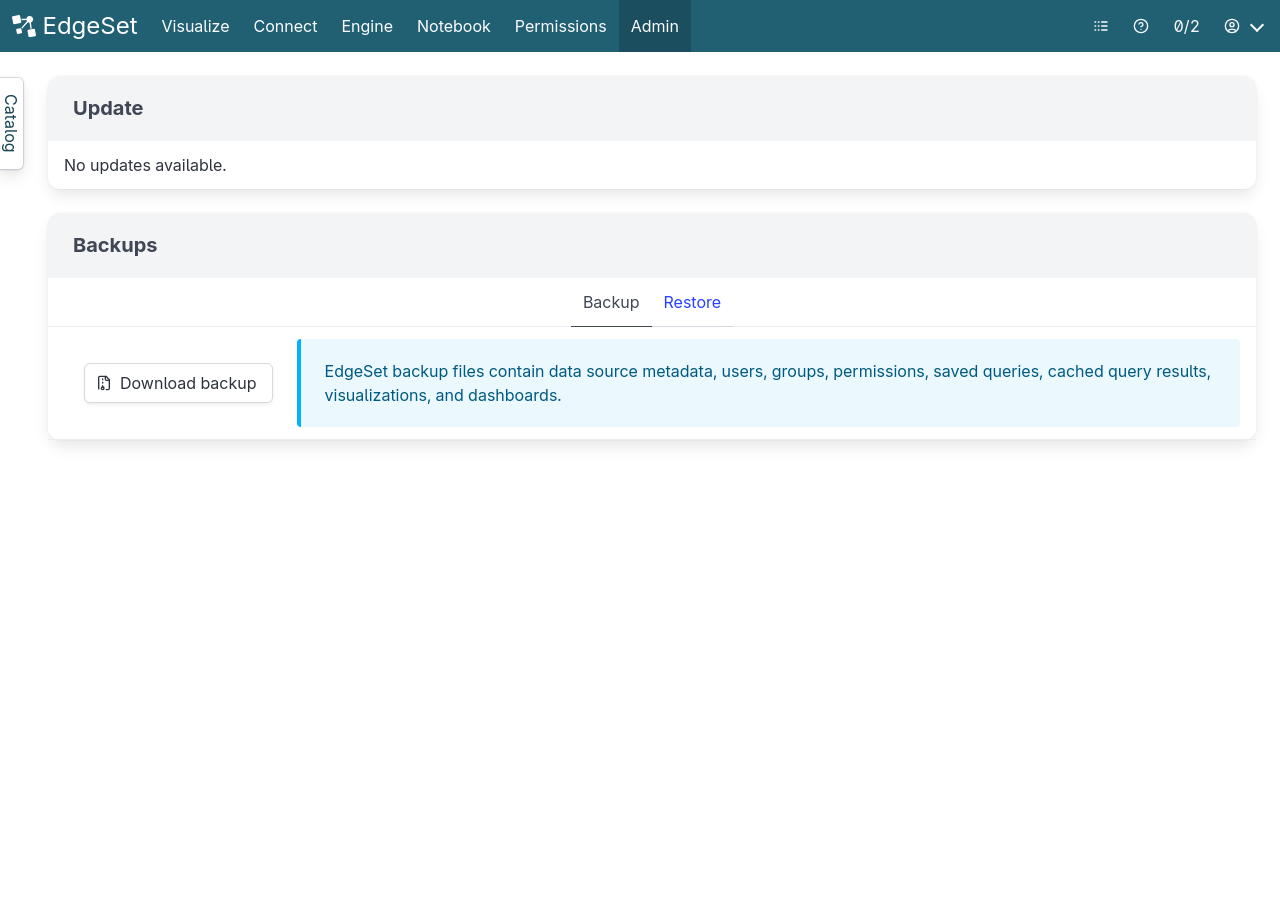 EdgeSet Visualize Connect Engine Notebook Permissions Admin 0/2
Catalog
Update
No updates available.
Backups
Backup Restore
Download backup
EdgeSet backup files contain data source metadata, users, groups, permissions, saved queries, cached query results,
visualizations, and dashboards.